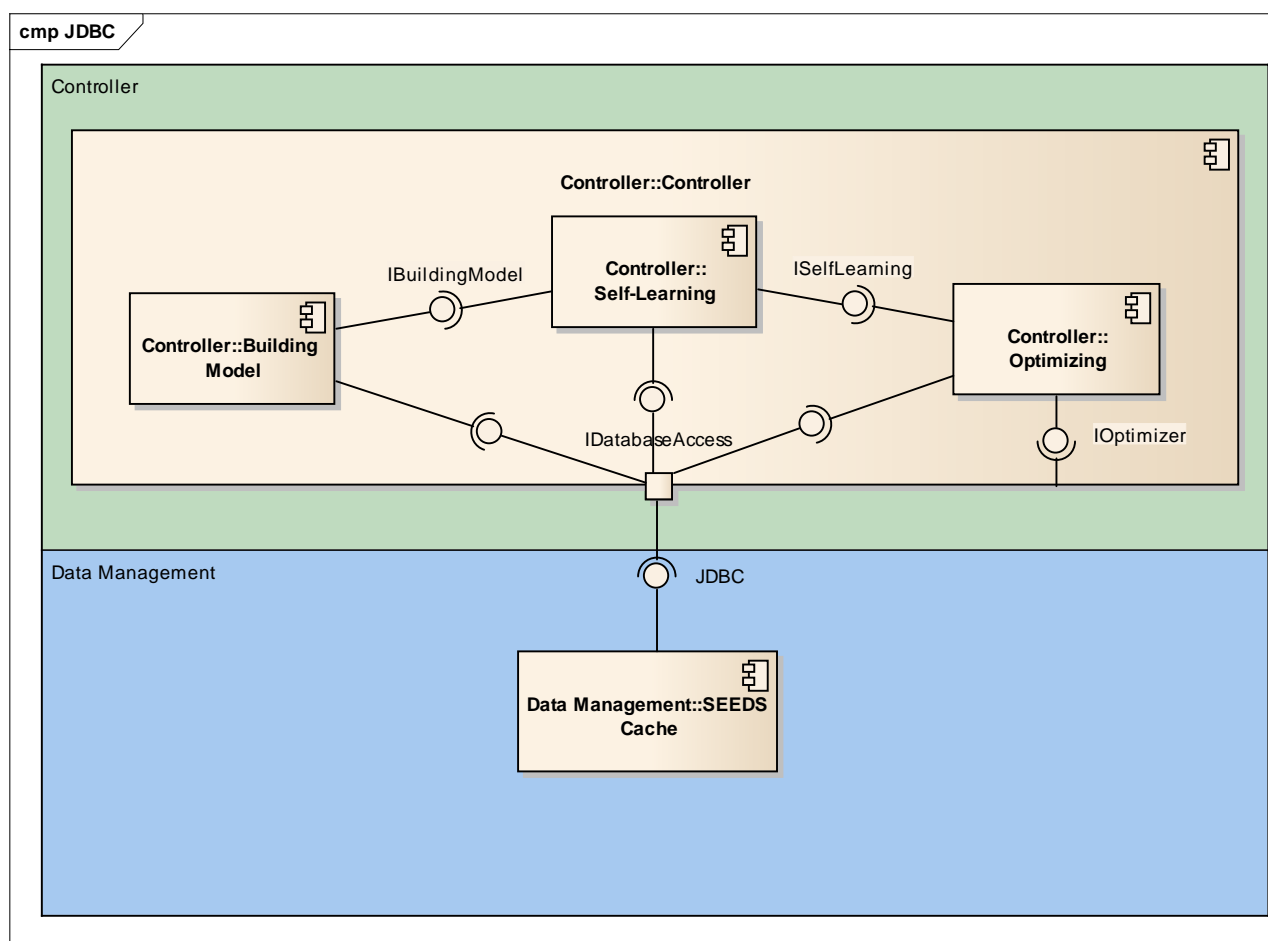 cmp JDBC
Controller
Controller::Controller
Controller::
Self-Learning
IBuildingModel
ISelfLearning
Controller::Building
Model
Controller::
Optimizing
IDatabaseAccess
IOptimizer
Data Management
JDBC
Data Management::SEEDS
Cache